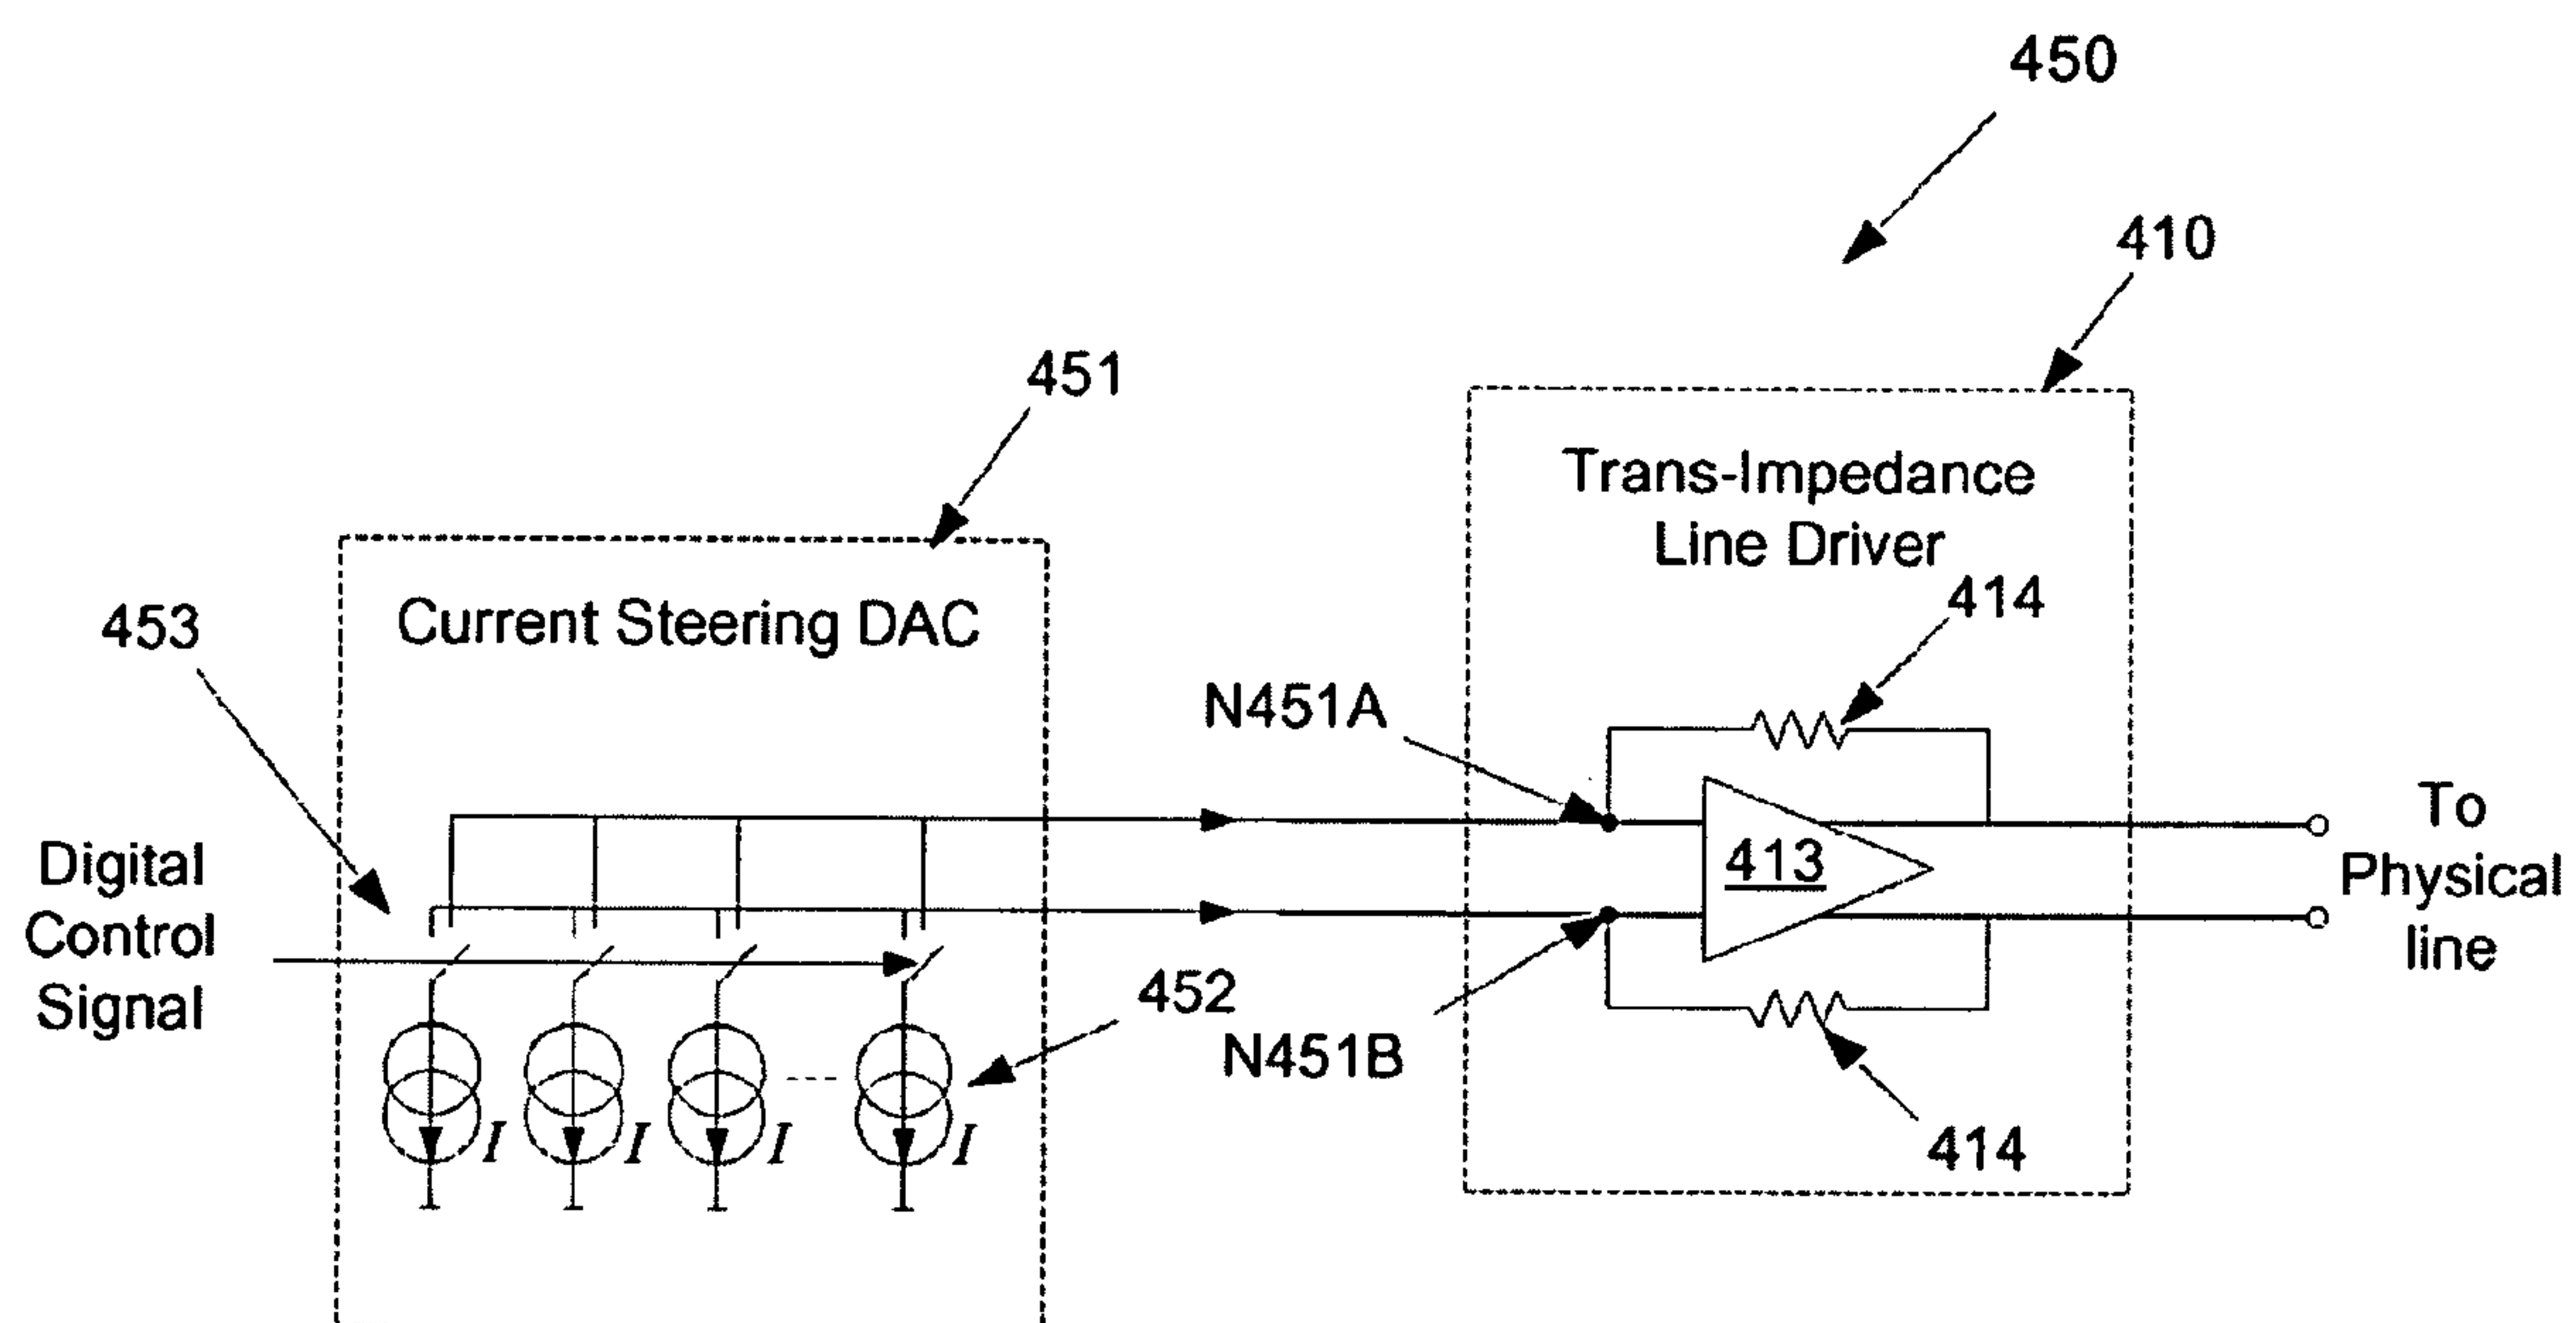 450
410
451
Trans-Impedance
Line Driver
414
453
Current Steering DAC
N451A
To
Physical
line
Digital
Control
Signal
413
452
N451B
I
I
I
I
414